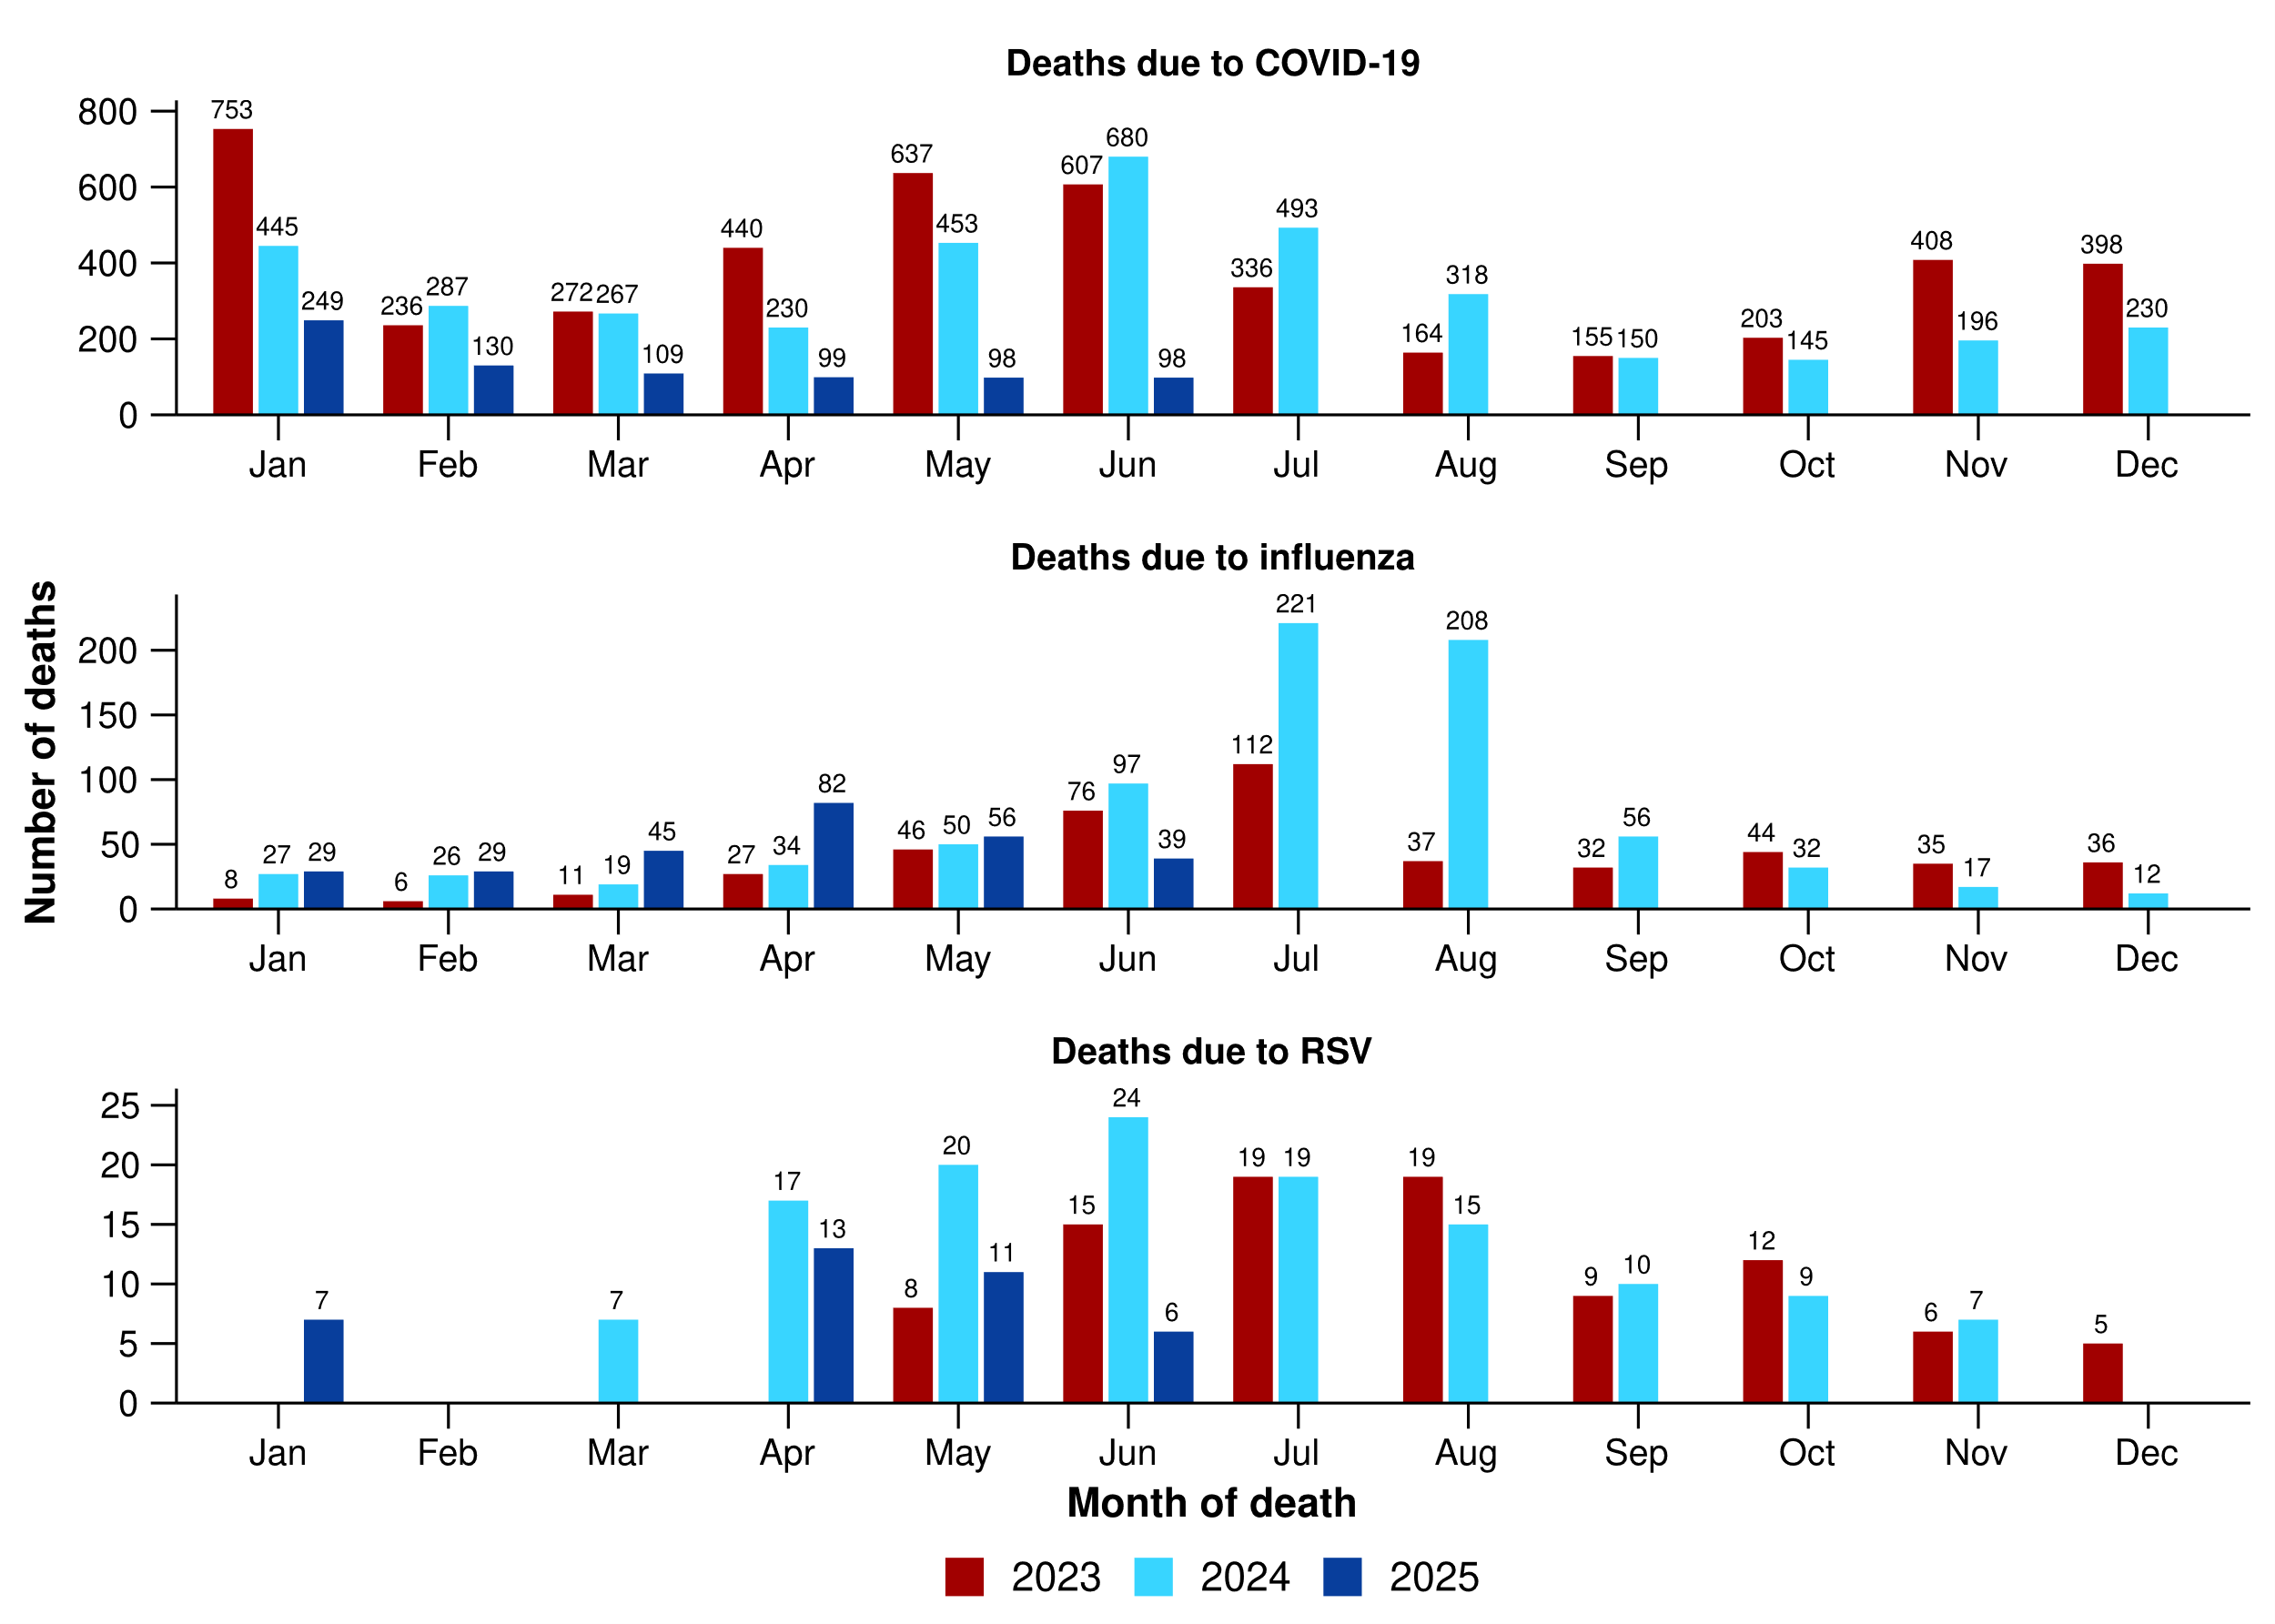 Deaths due to COVID-19
800
600
400
200
0
753 445 249
236 287 130
272 267 109
440 230 99
637 453 98
607 680 98
336 493
164 318
155 150
203 145
408 196
398 230
Jan Feb Mar Apr May Jun Jul Aug Sep Oct Nov Dec
Number of deaths
Deaths due to influenza
200
150
100
50
0
8 27 29
6 26 29
11 19 45
27 34 82
46 50 56
76 97 39
112 221
37 208
32 56
44 32
35 17
36 12
Jan Feb Mar Apr May Jun Jul Aug Sep Oct Nov Dec
Deaths due to RSV
25
20
15
10
5
0
7
7
17 13
8 20 11
15 24 6
19 19
19 15
9 10
12 9
6 7
5
Jan Feb Mar Apr May Jun Jul Aug Sep Oct Nov Dec
Month of death
2023 2024 2025